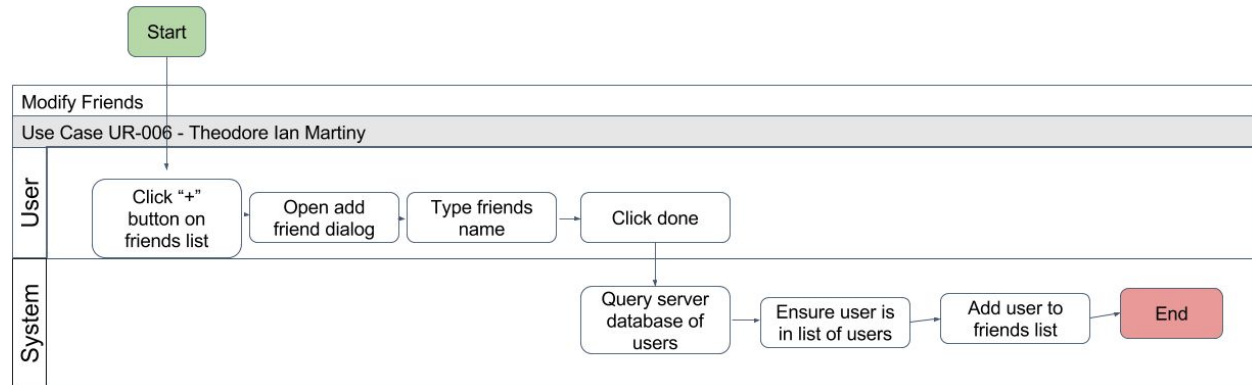 Start
Modify Friends
Use Case UR-006 - Theodore Ian Martiny
User
Click “+”
button on
friends list
Open add
friend dialog
Type friends
name
Click done
System
Query server
database of
users
Ensure user is
in list of users
Add user to
friends list
End